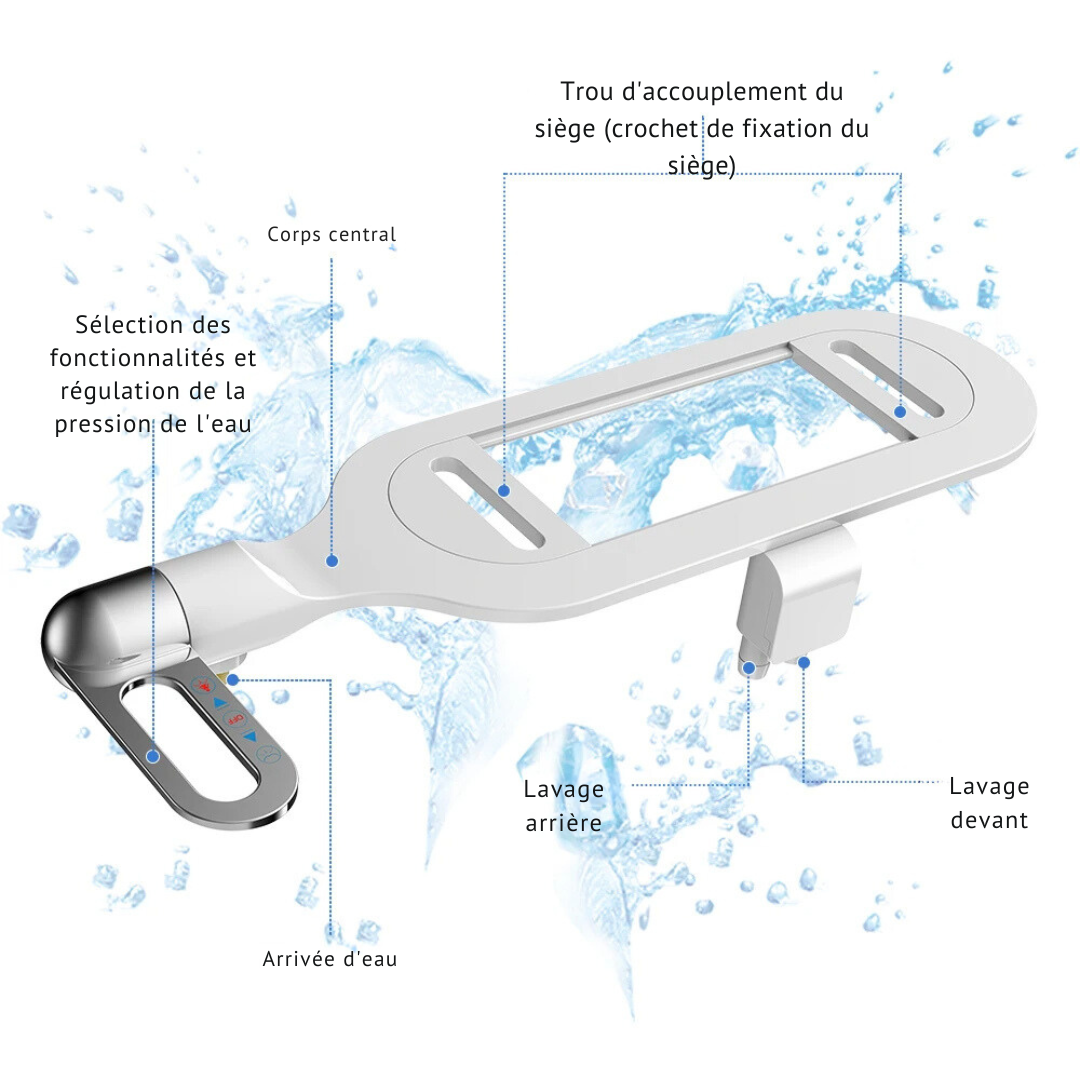 Trou d'accouplement du
siège (crochet de fixation du
siège)
Corps central
Sélection des
fonctionnalités et
régulation de la
pression de l'eau
OFF
Lavage
arrière
Lavage
devant
Arrivée d'eau